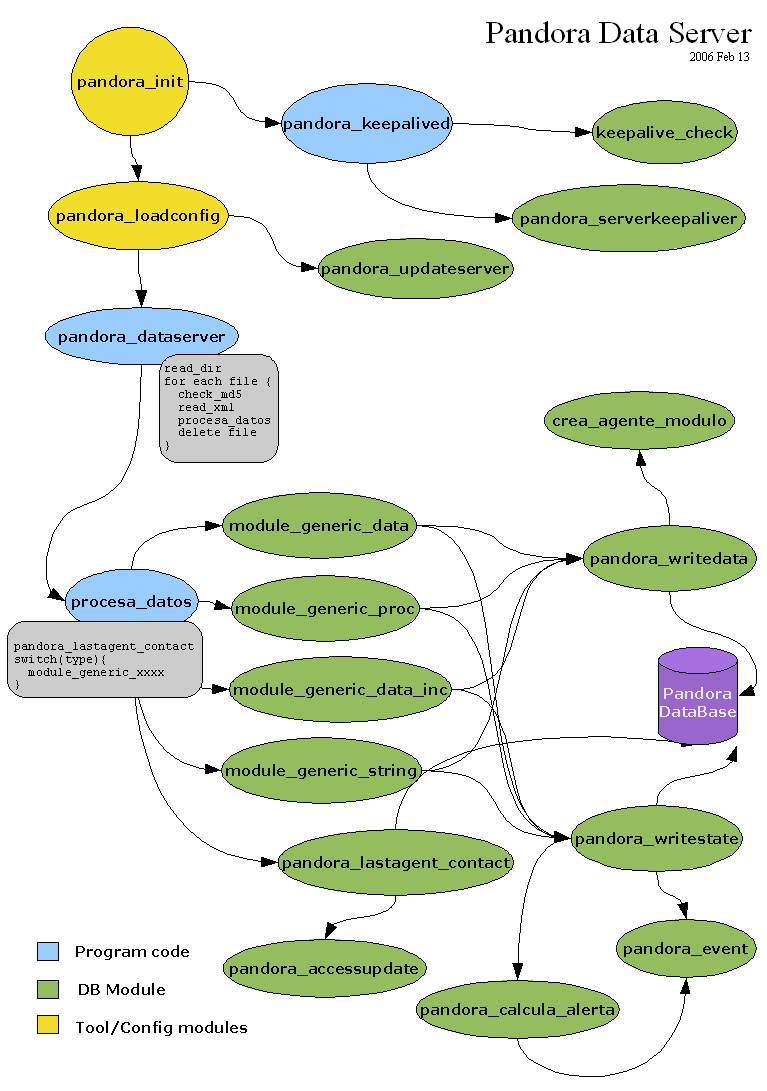 Pandora Data Server
2006 Feb 13
pandora_init
pandora_keepalived
keepalive_check
pandora_loadconfig
pandora_serverkeepaliver
pandora_updateserver
pandora_dataserver
read_dir
for each file {
check_md5
read_xml
procesa_datos
delete file
}
crea_agente_modulo
module_generic_data
pandora_writedata
procesa_datos
module_generic_proc
pandora_lastagent_contact
switch(type){
module_generic_xxxx
}
module_generic_data_inc
Pandora
DataBase
module_generic_string
pandora_writestate
pandora_lastagent_contact
pandora_event
pandora_accessupdate
pandora_calcula_alerta
Program code
DB Module
Tool/Config modules